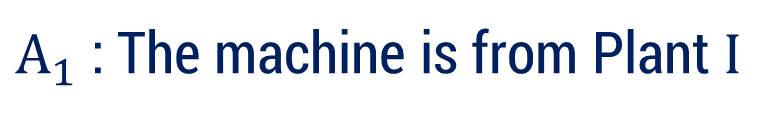 A₁ : The machine is from Plant I